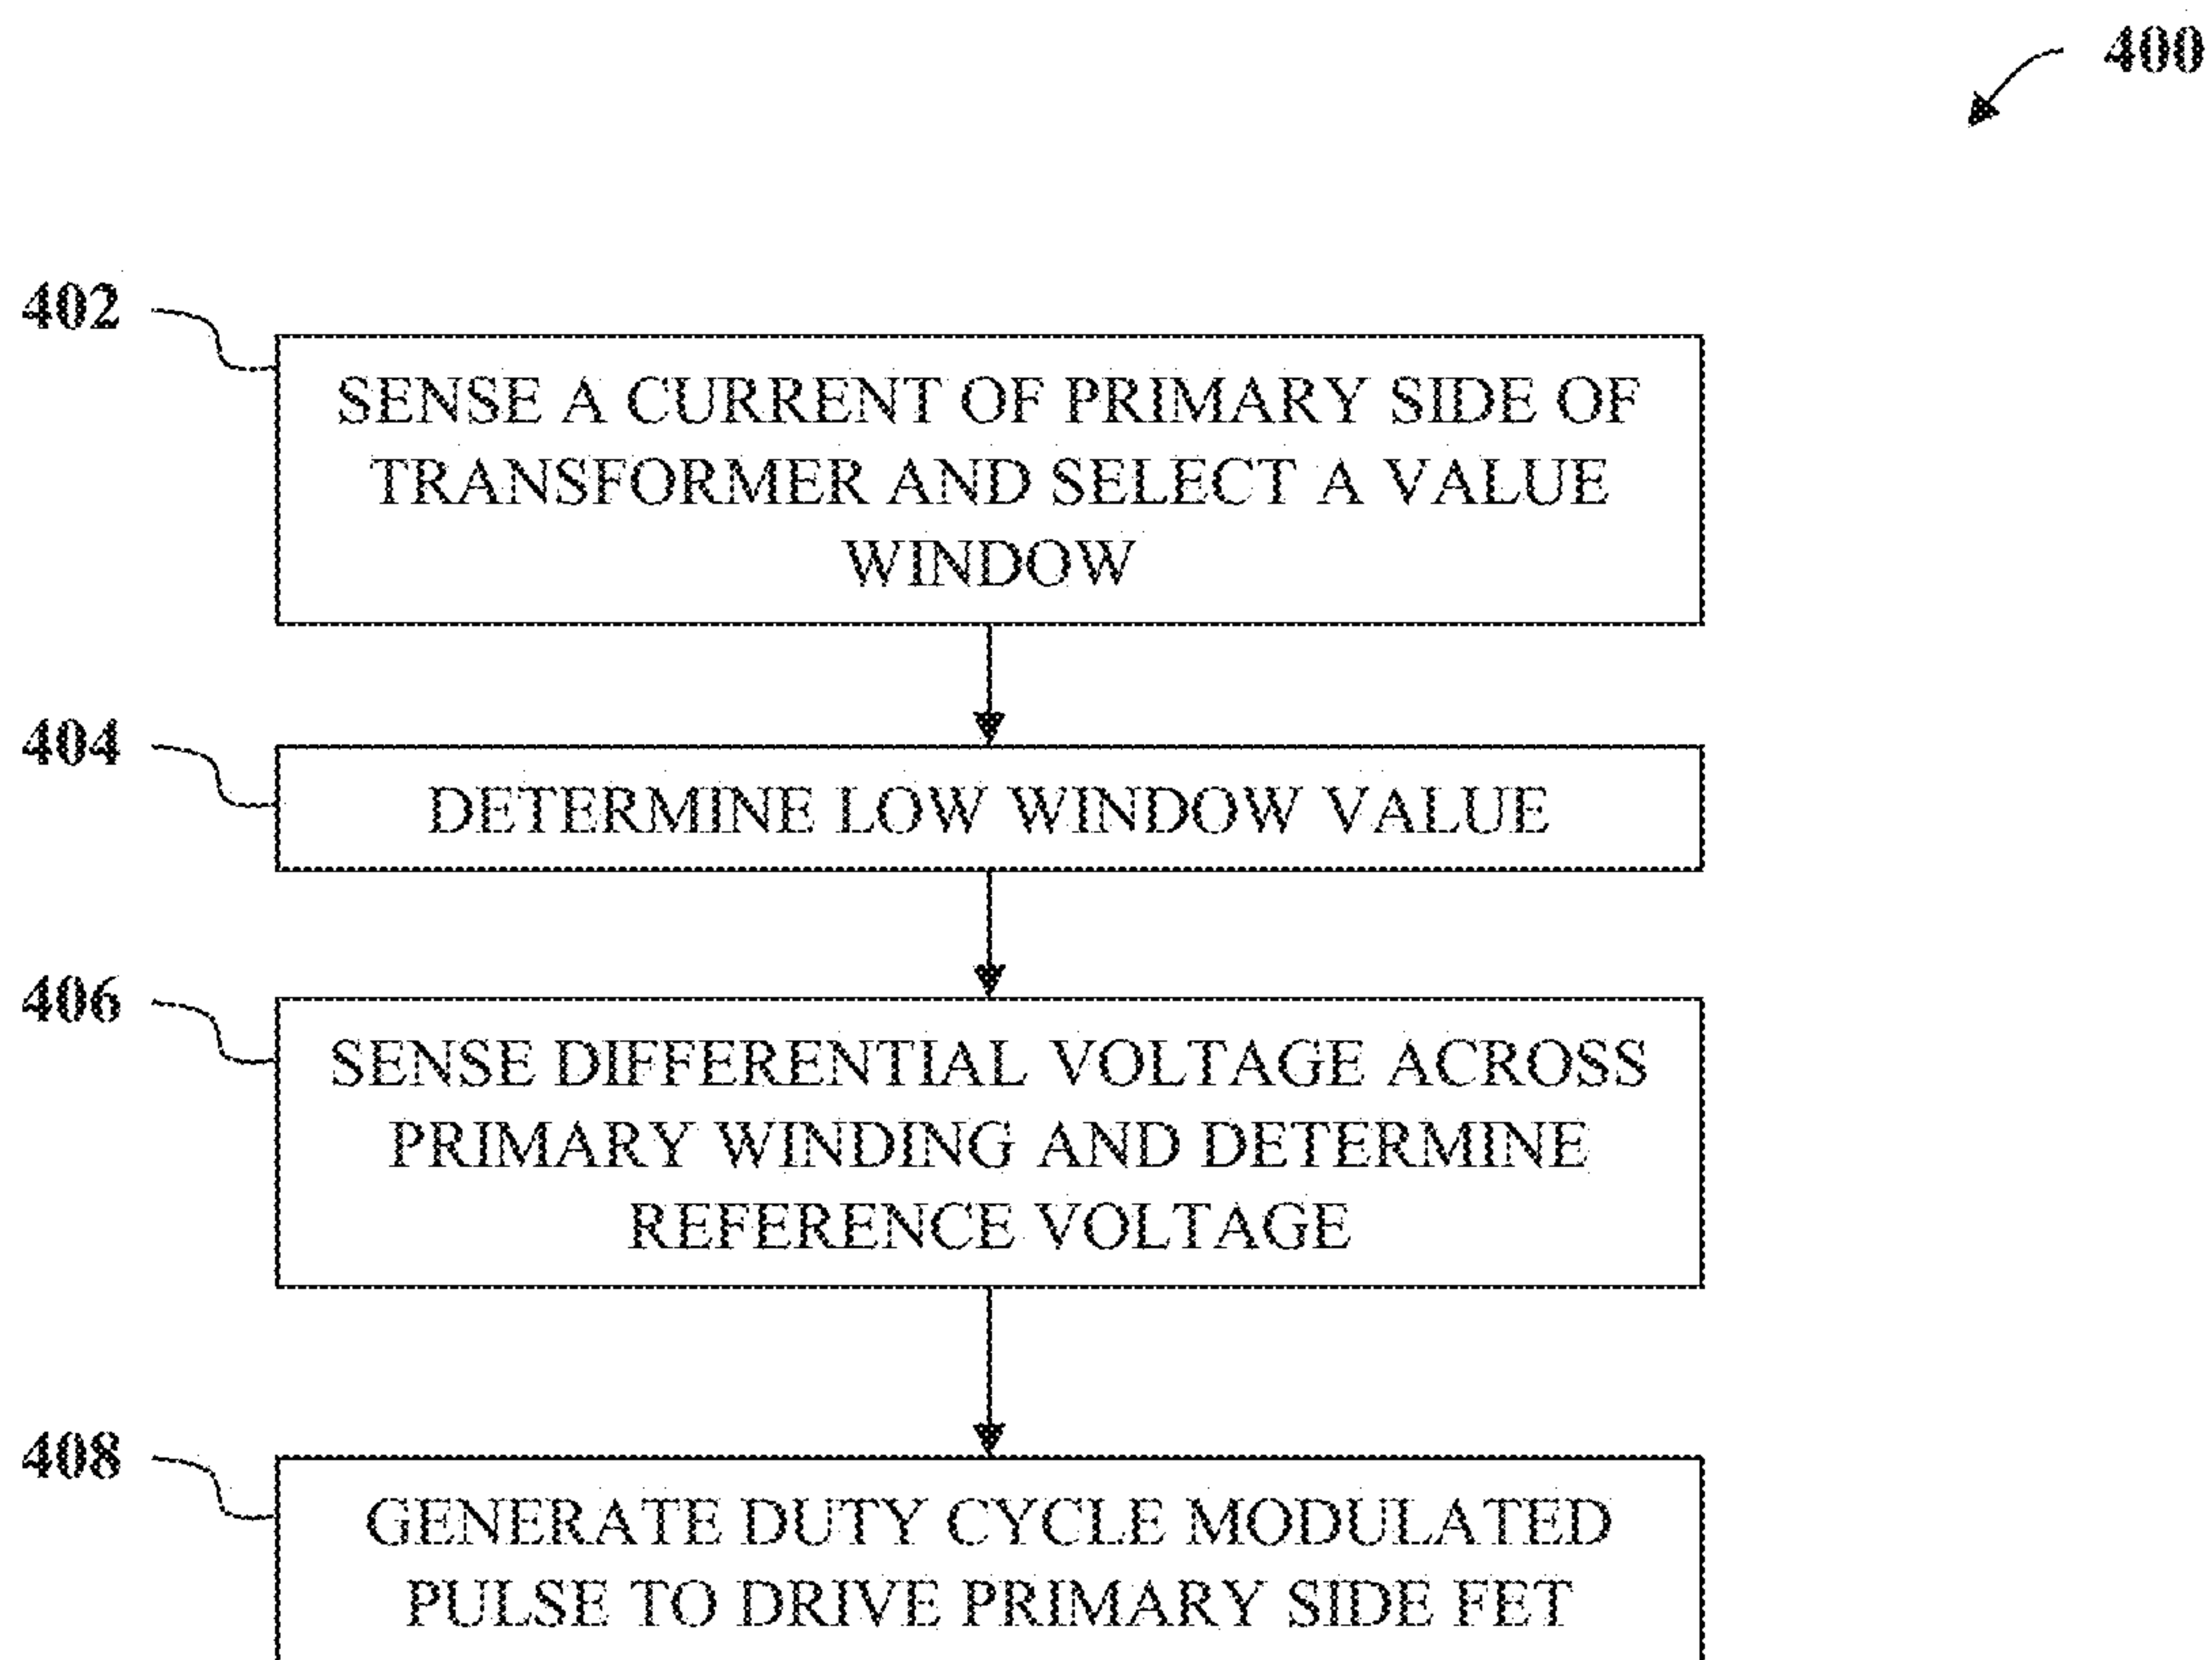 400
402
SENSE A CURRENT OF PRIMARY SIDE OF
TRANSFORMER AND SELECT A VALUE
WINDOW
404
DETERMINE LOW WINDOW VALUE
406
SENSE DIFFERENTIAL VOLTAGE ACROSS
PRIMARY WINDING AND DETERMINE
REFERENCE VOLTAGE
408
GENERATE DUTY CYCLE MODULATED
PULSE TO DRIVE PRIMARY SIDE FET